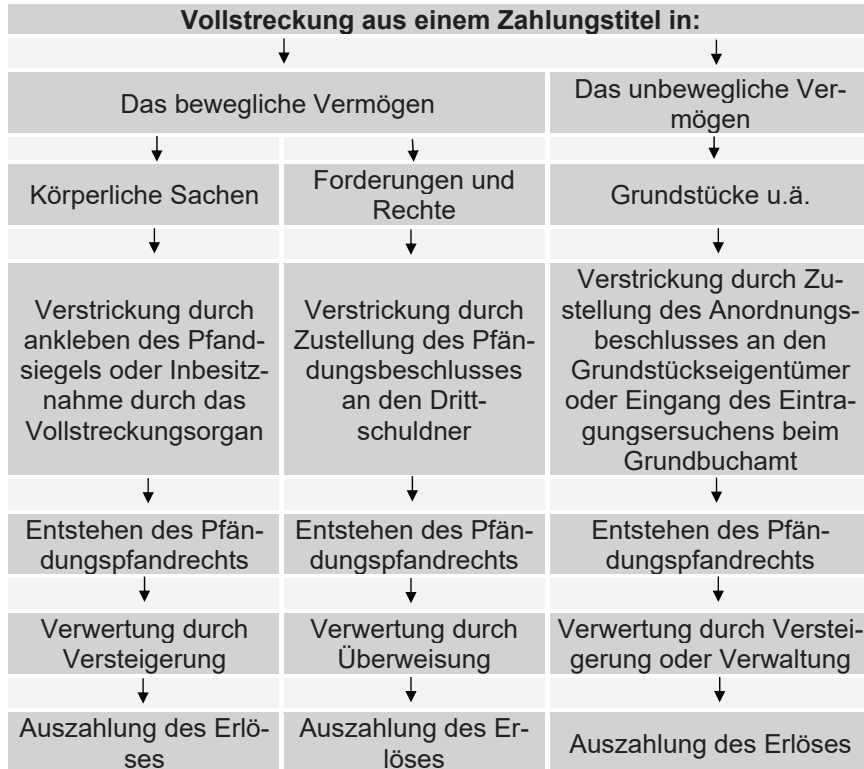 Vollstreckung aus einem Zahlungstitel in:
Das bewegliche Vermögen
Das unbewegliche Ver-
mögen
Körperliche Sachen
Forderungen und
Rechte
Grundstücke u.ä.
Verstrickung durch
ankleben des Pfand-
siegels oder Inbesitz-
nahme durch das
Vollstreckungsorgan
Verstrickung durch
Zustellung des Pfän-
dungsbeschlusses
an den Dritt-
schuldner
Verstrickung durch Zu-
stellung des Anordnungs-
beschlusses an den
Grundstückseigentümer
oder Eingang des Eintra-
gungsersuchens beim
Grundbuchamt
Entstehen des Pfän-
dungspfandrechts
Entstehen des Pfän-
dungspfandrechts
Entstehen des Pfän-
dungspfandrechts
Verwertung durch
Versteigerung
Verwertung durch
Überweisung
Verwertung durch Verstei-
gerung oder Verwaltung
Auszahlung des Erlö-
ses
Auszahlung des Er-
löses
Auszahlung des Erlöses